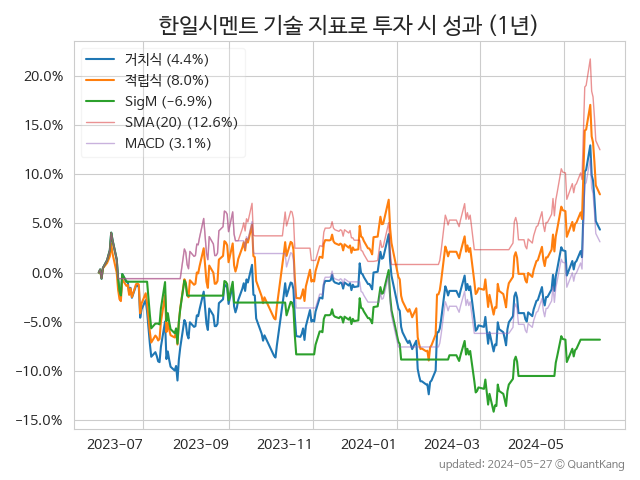 한일시멘트 기술 지표로 투자 시 성과 (1년)
거치식 (4.4%)
적립식 (8.0%)
SigM (−6.9%)
SMA(20) (12.6%)
MACD (3.1%)
20.0%
15.0%
10.0%
5.0%
0.0%
−5.0%
−10.0%
−15.0%
2023−07 2023−09 2023−11 2024−01 2024−03 2024−05
updated: 2024-05-27 ⓒ QuantKang